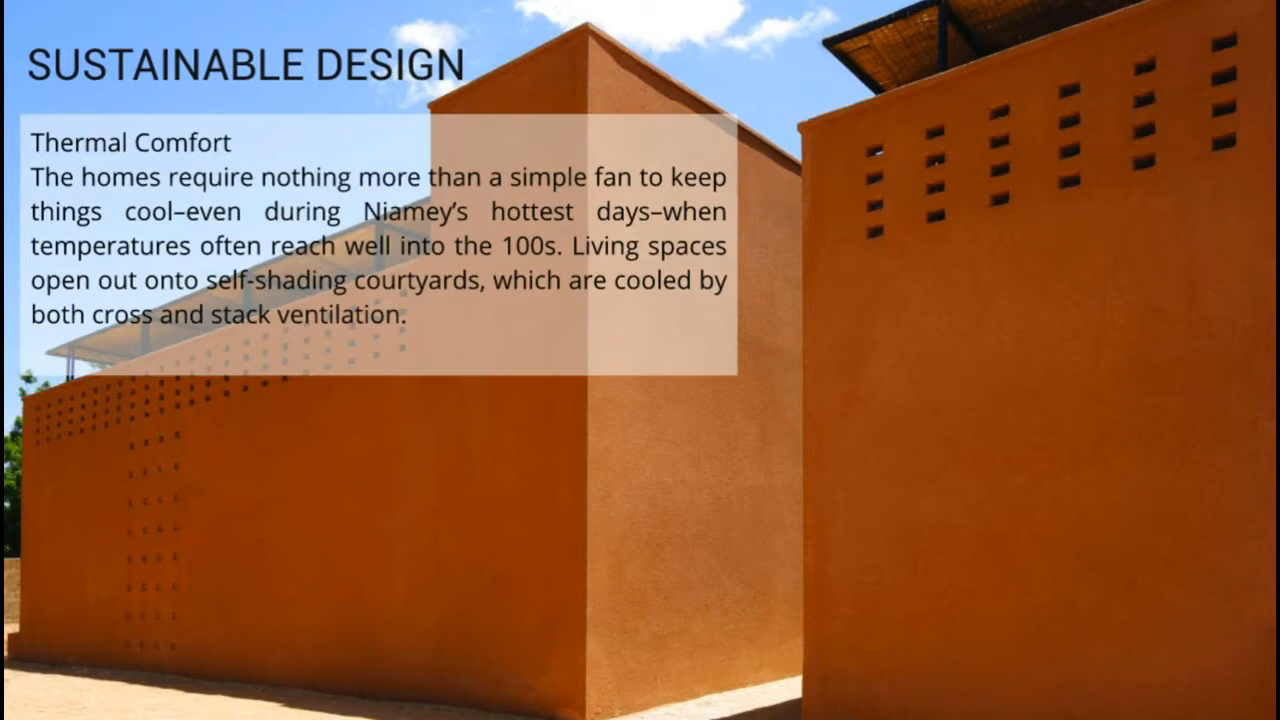 SUSTAINABLE DESIGN
Thermal Comfort
The homes require nothing more than a simple fan to keep
things cool–even during Niamey’s hottest days–when
temperatures often reach well into the 100s. Living spaces
open out onto self-shading courtyards, which are cooled by
both cross and stack ventilation.